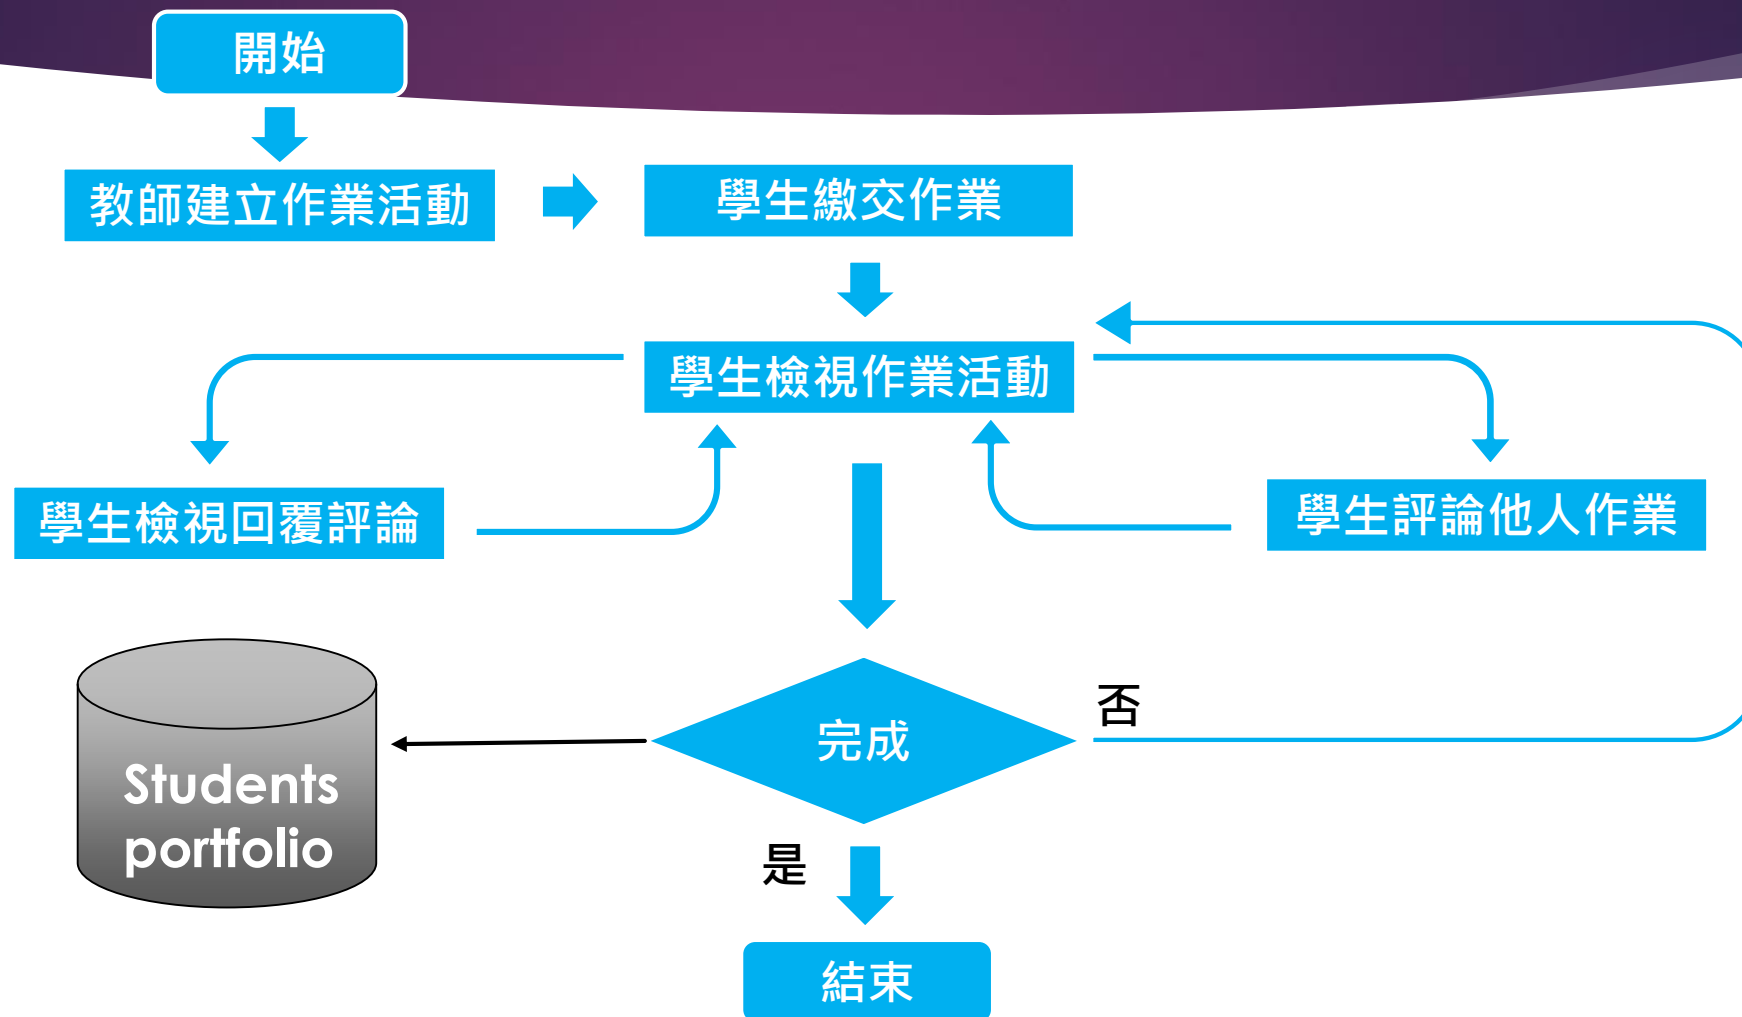 開始
教師建立作業活動
學生繳交作業
學生檢視作業活動
學生檢視回覆評論
學生評論他人作業
完成
否
Students
portfolio
是
結束